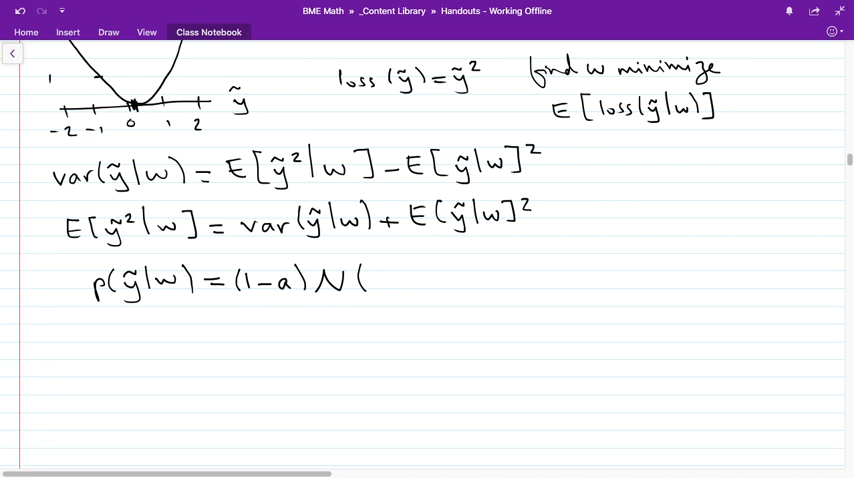 BME Math » _Content Library » Handouts - Working Offline
Home Insert Draw View Class Notebook
1
-2 -1 0 1 2 ỹ
loss (ỹ) = ỹ²
find w minimize
E [loss(ỹ|w)]
var(ỹ|w) = E[ỹ²|w] - E[ỹ|w]²
E[ỹ²|w] = var(ỹ|w) + E[ỹ|w]²
p(ỹ|w) = (1-a) N (